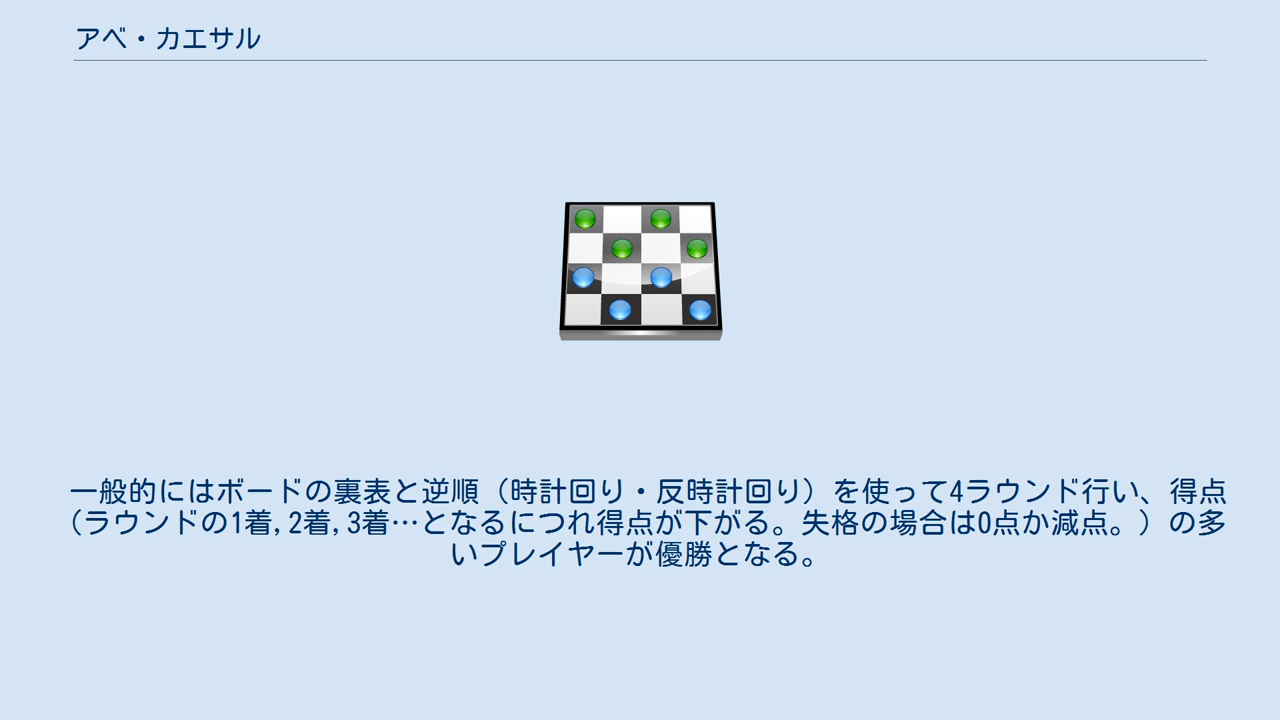 アベ・カエサル
一般的にはボードの裏表と逆順（時計回り・反時計回り）を使って4ラウンド行い、得点
（ラウンドの1着,2着,3着…となるにつれ得点が下がる。失格の場合は0点か減点。）の多
いプレイヤーが優勝となる。